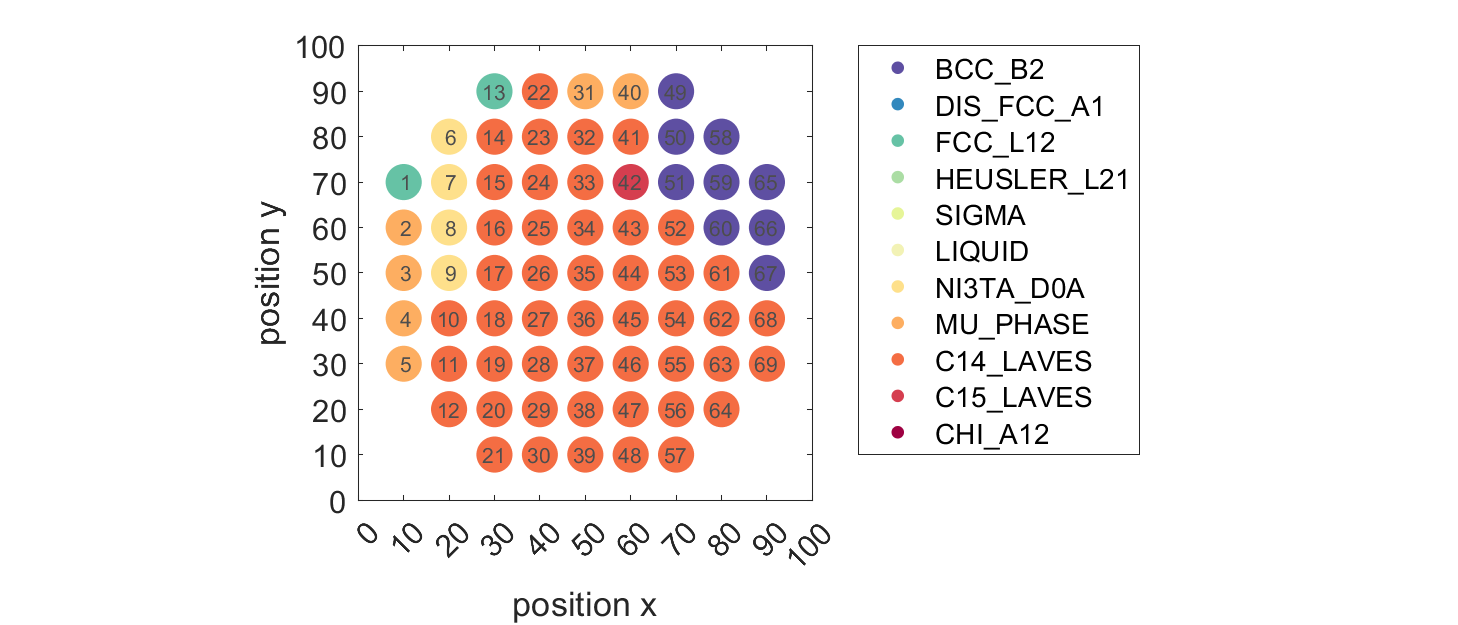 100
90
80
70
60
50
40
30
20
10
0
position y
13 22 31 40 49
6 14 23 32 41 50 58
1 7 15 24 33 42 51 59 65
2 8 16 25 34 43 52 60 66
3 9 17 26 35 44 53 61 67
4 10 18 27 36 45 54 62 68
5 11 19 28 37 46 55 63 69
12 20 29 38 47 56 64
21 30 39 48 57
0 10 20 30 40 50 60 70 80 90 100
position x
BCC_B2
DIS_FCC_A1
FCC_L12
HEUSLER_L21
SIGMA
LIQUID
NI3TA_D0A
MU_PHASE
C14_LAVES
C15_LAVES
CHI_A12